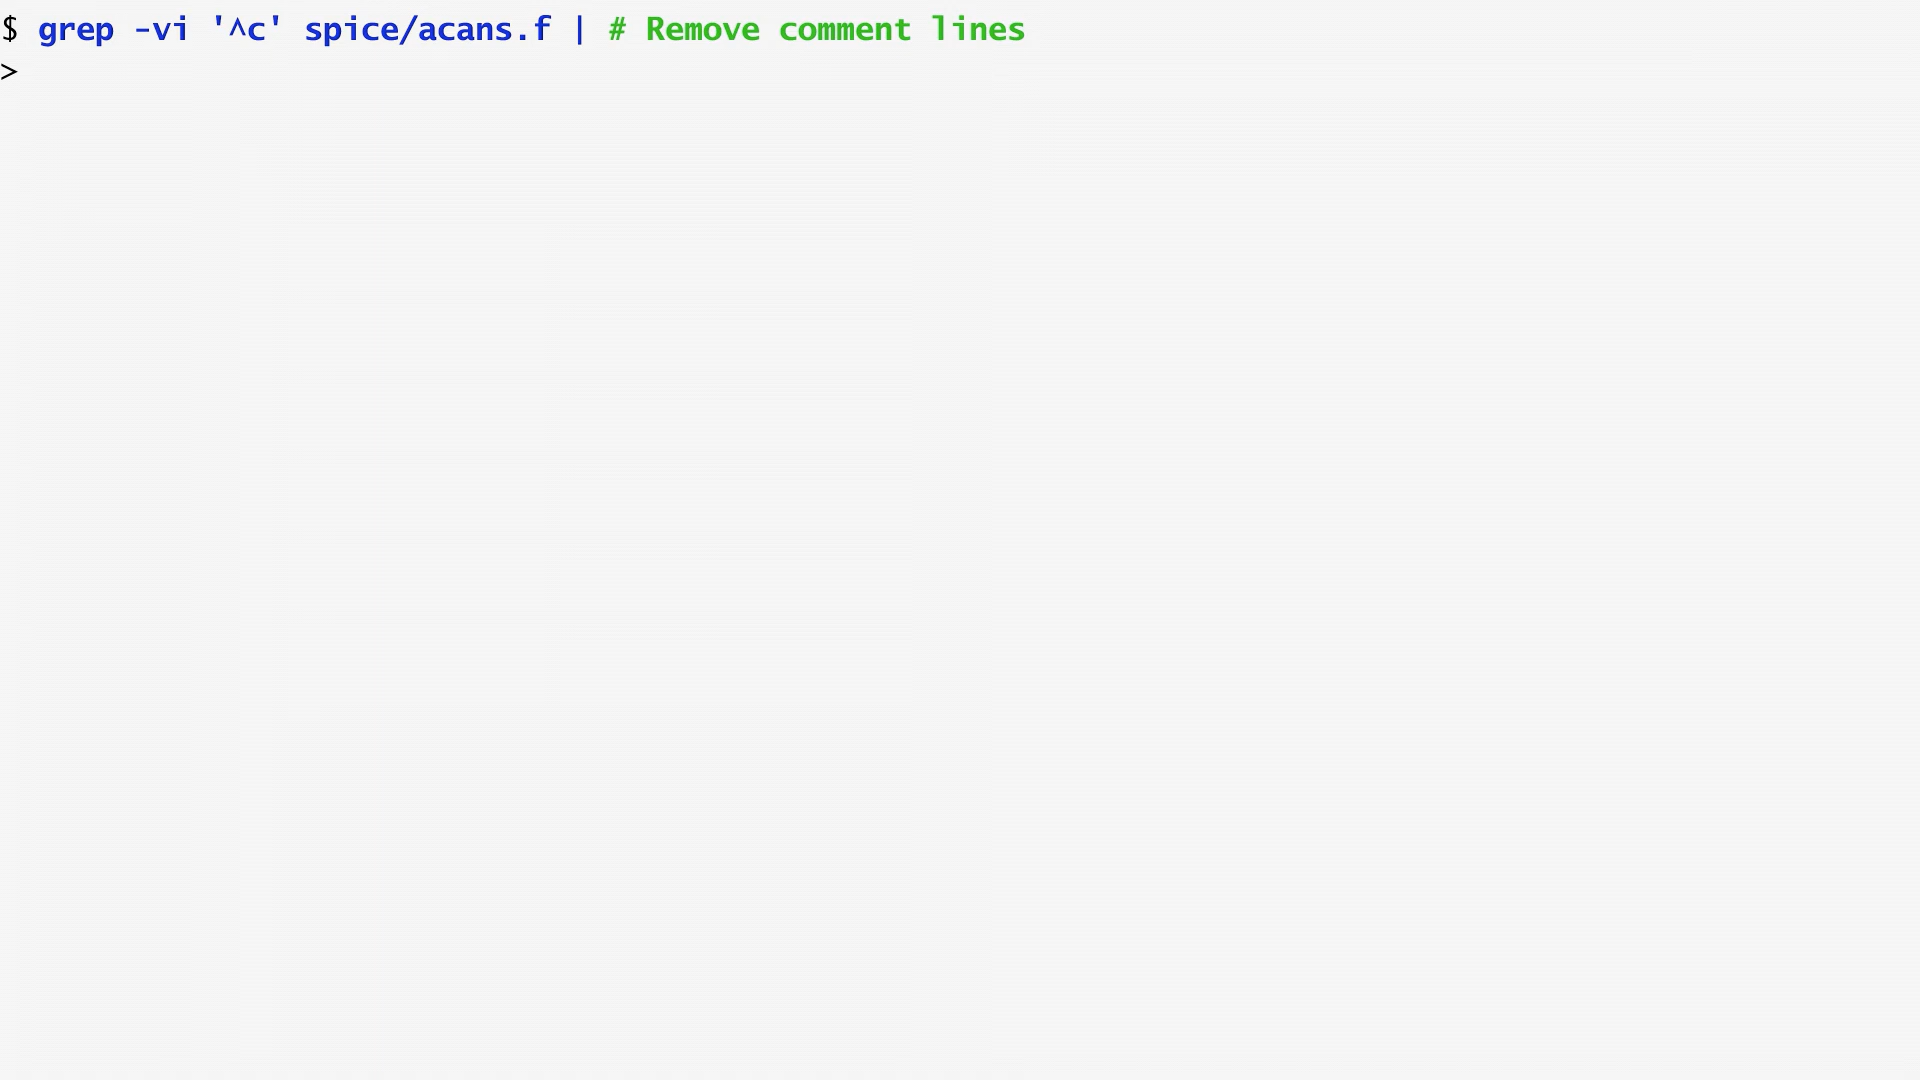 $ grep -vi '^c' spice/acans.f | # Remove comment lines
>